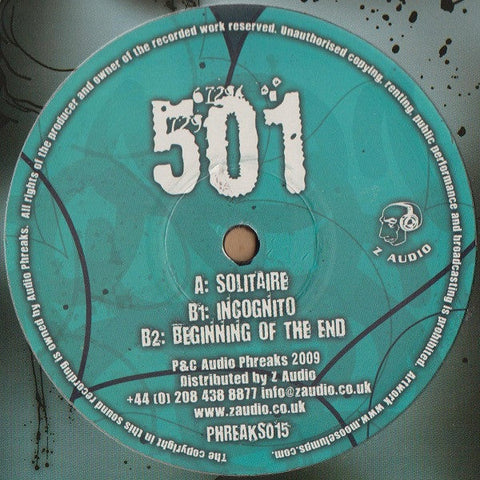 501
A: SOLITAIRE
B1: INCOGNITO
B2: BEGINNING OF THE END
P&C Audio Phreaks 2009
Distributed by Z Audio
+44 (0) 208 438 8877 info@zaudio.co.uk
www.zaudio.co.uk
PHREAKS015
Z AUDIO
The copyright in this sound recording is owned by Audio Phreaks. All rights of the producer and owner of the recorded work reserved. Unauthorised copying, renting, public performance and broadcasting is prohibited. Artwork www.mooselumps.com